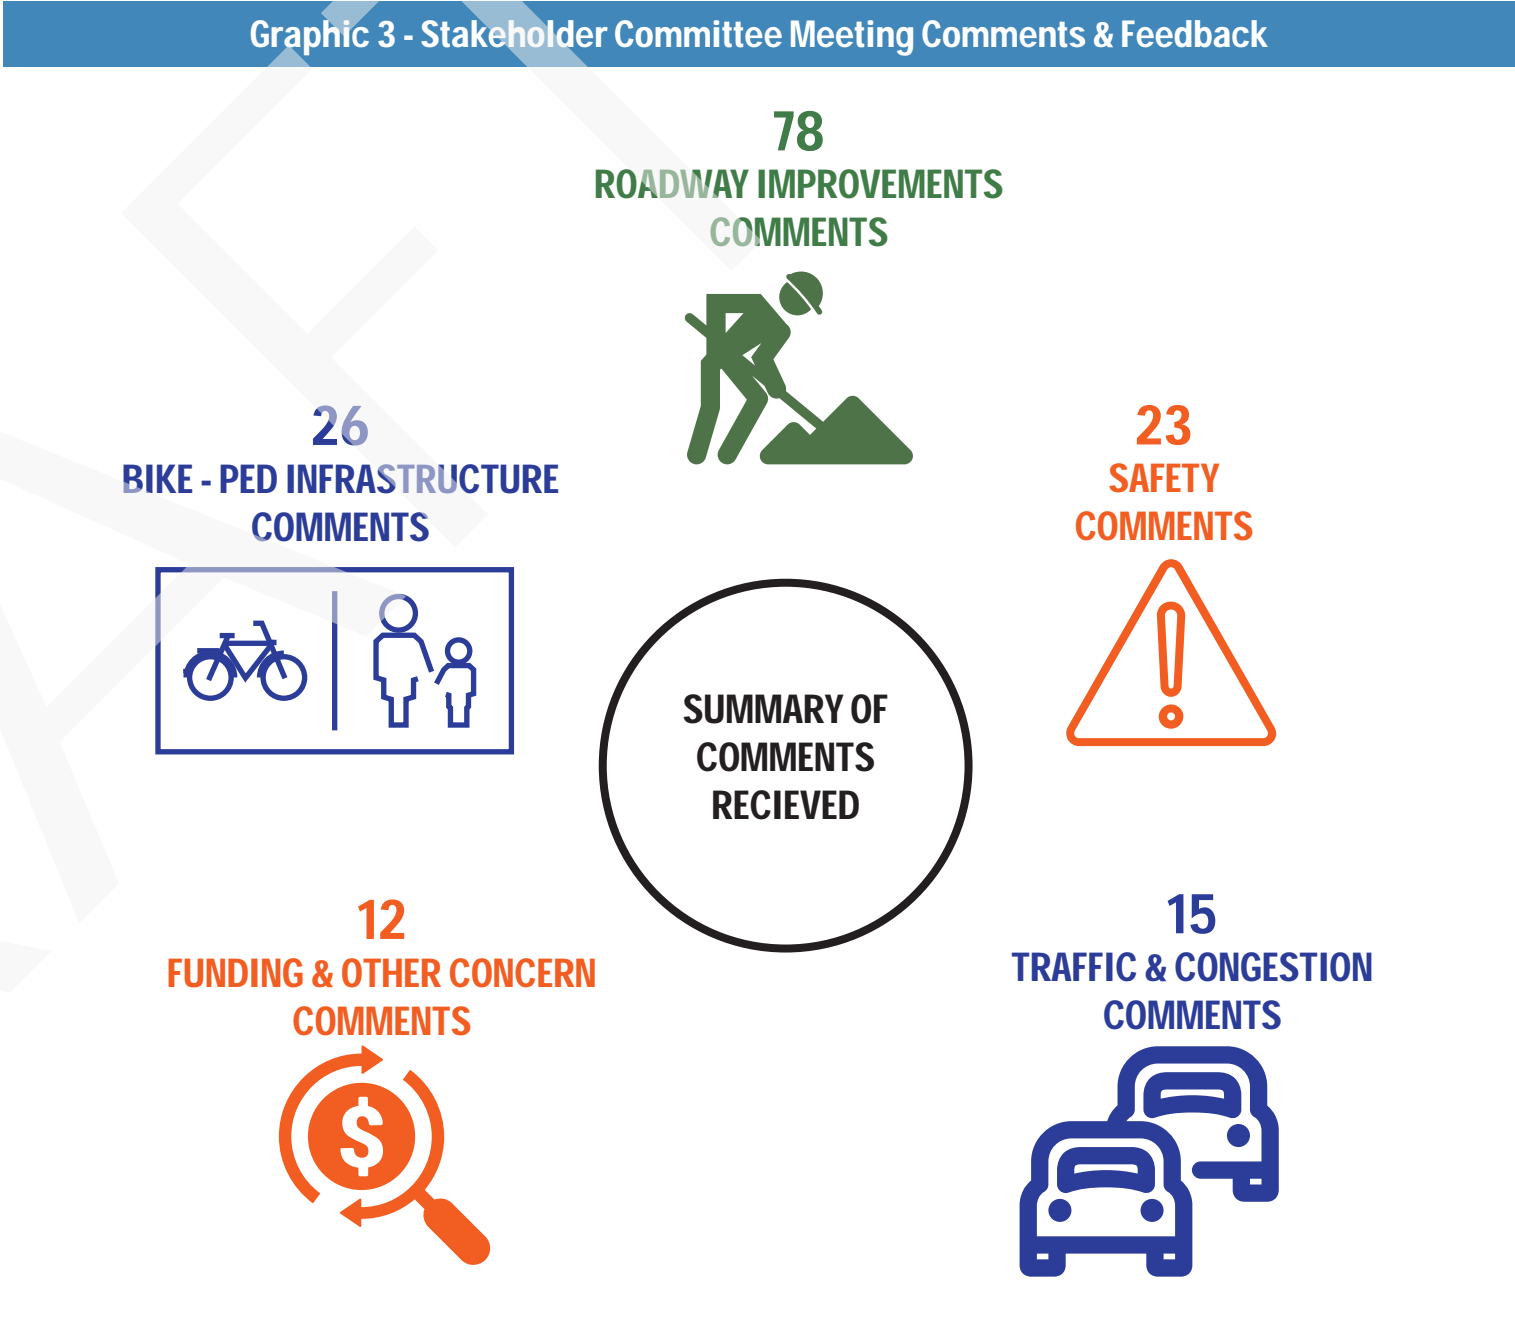 Graphic 3 - Stakeholder Committee Meeting Comments & Feedback
78
ROADWAY IMPROVEMENTS
COMMENTS
26
BIKE - PED INFRASTRUCTURE
COMMENTS
23
SAFETY
COMMENTS
SUMMARY OF
COMMENTS
RECIEVED
12
FUNDING & OTHER CONCERN
COMMENTS
$
15
TRAFFIC & CONGESTION
COMMENTS